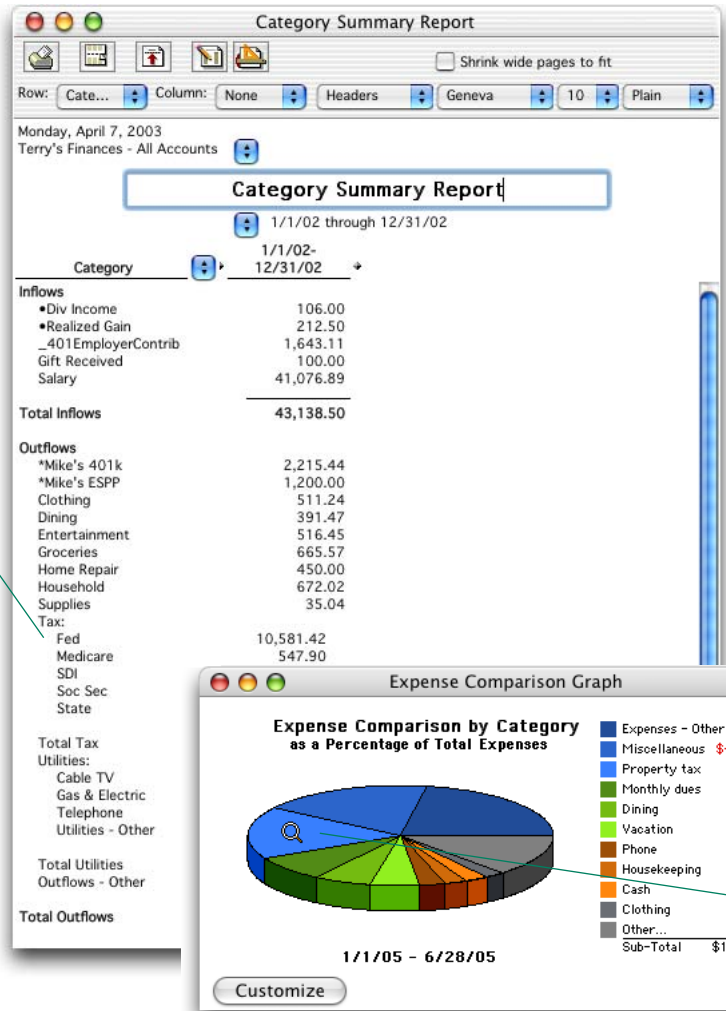 Category Summary Report
Shrink wide pages to fit
Row: Cate... Column: None Headers Geneva 10 Plain
Monday, April 7, 2003
Terry's Finances - All Accounts
Category Summary Report
1/1/02 through 12/31/02
Category 1/1/02-
12/31/02
Inflows
•Div Income 106.00
•Realized Gain 212.50
_401EmployerContrib 1,643.11
Gift Received 100.00
Salary 41,076.89
Total Inflows 43,138.50
Outflows
*Mike's 401k 2,215.44
*Mike's ESPP 1,200.00
Clothing 511.24
Dining 391.47
Entertainment 516.45
Groceries 665.57
Home Repair 450.00
Household 672.02
Supplies 35.04
Tax:
Fed 10,581.42
Medicare 547.90
SDI
Soc Sec
State
Total Tax
Utilities:
Cable TV
Gas & Electric
Telephone
Utilities - Other
Total Utilities
Outflows - Other
Total Outflows
Expense Comparison Graph
Expense Comparison by Category
as a Percentage of Total Expenses
Expenses - Other
Miscellaneous
Property tax
Monthly dues
Dining
Vacation
Phone
Housekeeping
Cash
Clothing
Other...
Sub-Total $1
1/1/05 - 6/28/05
Customize